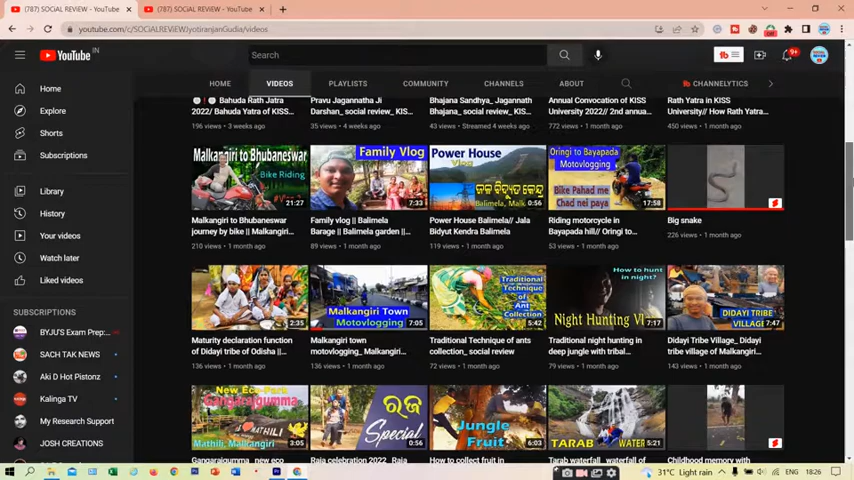 (787) SOCIAL REVIEW - YouTube
(787) SOCIAL REVIEW - YouTube
youtube.com/c/SOCIALREVIEWjyotiranjanGudia/videos
YouTube IN
Search
9+
HOME
VIDEOS
PLAYLISTS
COMMUNITY
CHANNELS
ABOUT
CHANNELYTICS
Home
Explore
Shorts
Subscriptions
Library
History
Your videos
Watch later
Liked videos
SUBSCRIPTIONS
BYJU'S Exam Prep:...
SACH TAK NEWS
Aki D Hot Pistonz
Kalinga TV
My Research Support
JOSH CREATIONS
Bahuda Rath Jatra
2022// Bahuda Yatra of KISS...
196 views · 3 weeks ago
Pravu Jagannatha Ji
Darshan_ social review_ KIS...
35 views · 4 weeks ago
Bhajana Sandhya_ Jagannath
Bhajana_ social review_ KIS...
43 views · Streamed 4 weeks ago
Annual Convocation of KISS
University 2022// 2nd annua...
772 views · 1 month ago
Rath Yatra in KISS
University// How Rath Yatra...
450 views · 1 month ago
Malkangiri to Bhubaneswar
Bike Riding
21:27
Malkangiri to Bhubaneswar
journey by bike || Malkangiri...
210 views · 1 month ago
Family Vlog
7:33
Family vlog || Balimela
Barage || Balimela garden ||...
89 views · 1 month ago
Power House
Vlog
ଜଳ ବିଦ୍ୟୁତ କେନ୍ଦ୍ର
Balimela, Malk
0:56
Power House Balimela// Jala
Bidyut Kendra Balimela
119 views · 1 month ago
Oringi to Bayapada
Motovlogging
Bike Pahad me
Chad nei paya
17:58
Riding motorcycle in
Bayapada hill// Oringi to...
53 views · 1 month ago
Big snake
226 views · 1 month ago
2:35
Maturity declaration function
of Didayi tribe of Odisha ||...
136 views · 1 month ago
Malkangiri Town
Motovlogging
7:05
Malkangiri town
motovlogging_ Malkangiri...
136 views · 1 month ago
Traditional
Technique
of
Ant
Collection
5:42
Traditional Technique of ants
collection_ social review
72 views · 1 month ago
How to hunt
in night?
Night Hunting Vl
7:17
Traditional night hunting in
deep jungle with tribal...
79 views · 1 month ago
DIDAYI TRIBE
VILLAGE
7:47
Didayi Tribe Village_ Didayi
tribe village of Malkangiri...
143 views · 1 month ago
New Eco-Park
Gangarajgumma
Mathili, Malkangiri
3:05
Gangarajgumma_ new eco
ରଜ
Special
0:56
Raja celebration 2022_ Raja
Jungle
Fruit
6:03
How to collect fruit in
TARAB WATER
5:21
Tarab waterfall_ waterfall
Childhood memory with
31°C Light rain
ENG
18:26